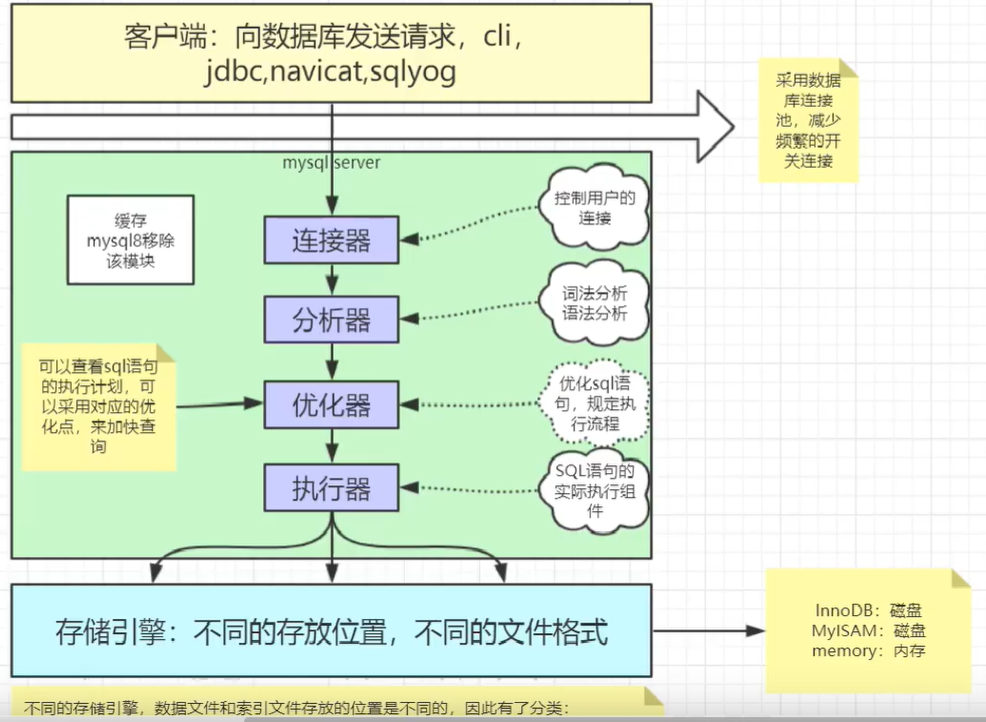 客户端：向数据库发送请求，cli，
jdbc,navicat,sqlyog
采用数据
库连接
池，减少
频繁的开
关连接
mysql server
缓存
mysql8移除
该模块
连接器
控制用户的
连接
分析器
词法分析
语法分析
可以查看sql语句
的执行计划，可
以采用对应的优
化点，来加快查
询
优化器
优化sql语
句，规定执
行流程
执行器
SQL语句的
实际执行组
件
存储引擎：不同的存放位置，不同的文件格式
InnoDB：磁盘
MyISAM：磁盘
memory：内存
不同的存储引擎，数据文件和索引文件存放的位置是不同的，因此有了分类：